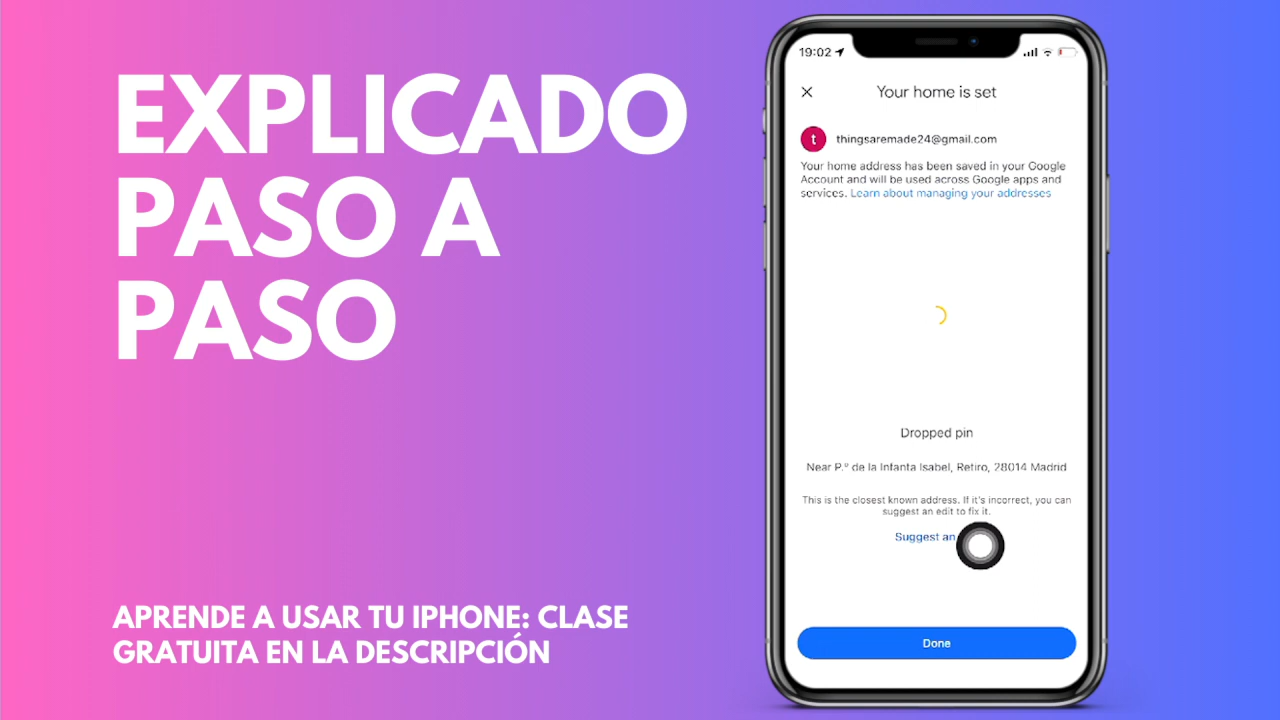 EXPLICADO
PASO A
PASO
APRENDE A USAR TU IPHONE: CLASE
GRATUITA EN LA DESCRIPCIÓN
19:02
Your home is set
t
thingsaremade24@gmail.com
Your home address has been saved in your Google
Account and will be used across Google apps and
services. Learn about managing your addresses
Dropped pin
Near P.º de la Infanta Isabel, Retiro, 28014 Madrid
This is the closest known address. If it's incorrect, you can
suggest an edit to fix it.
Suggest an
Done